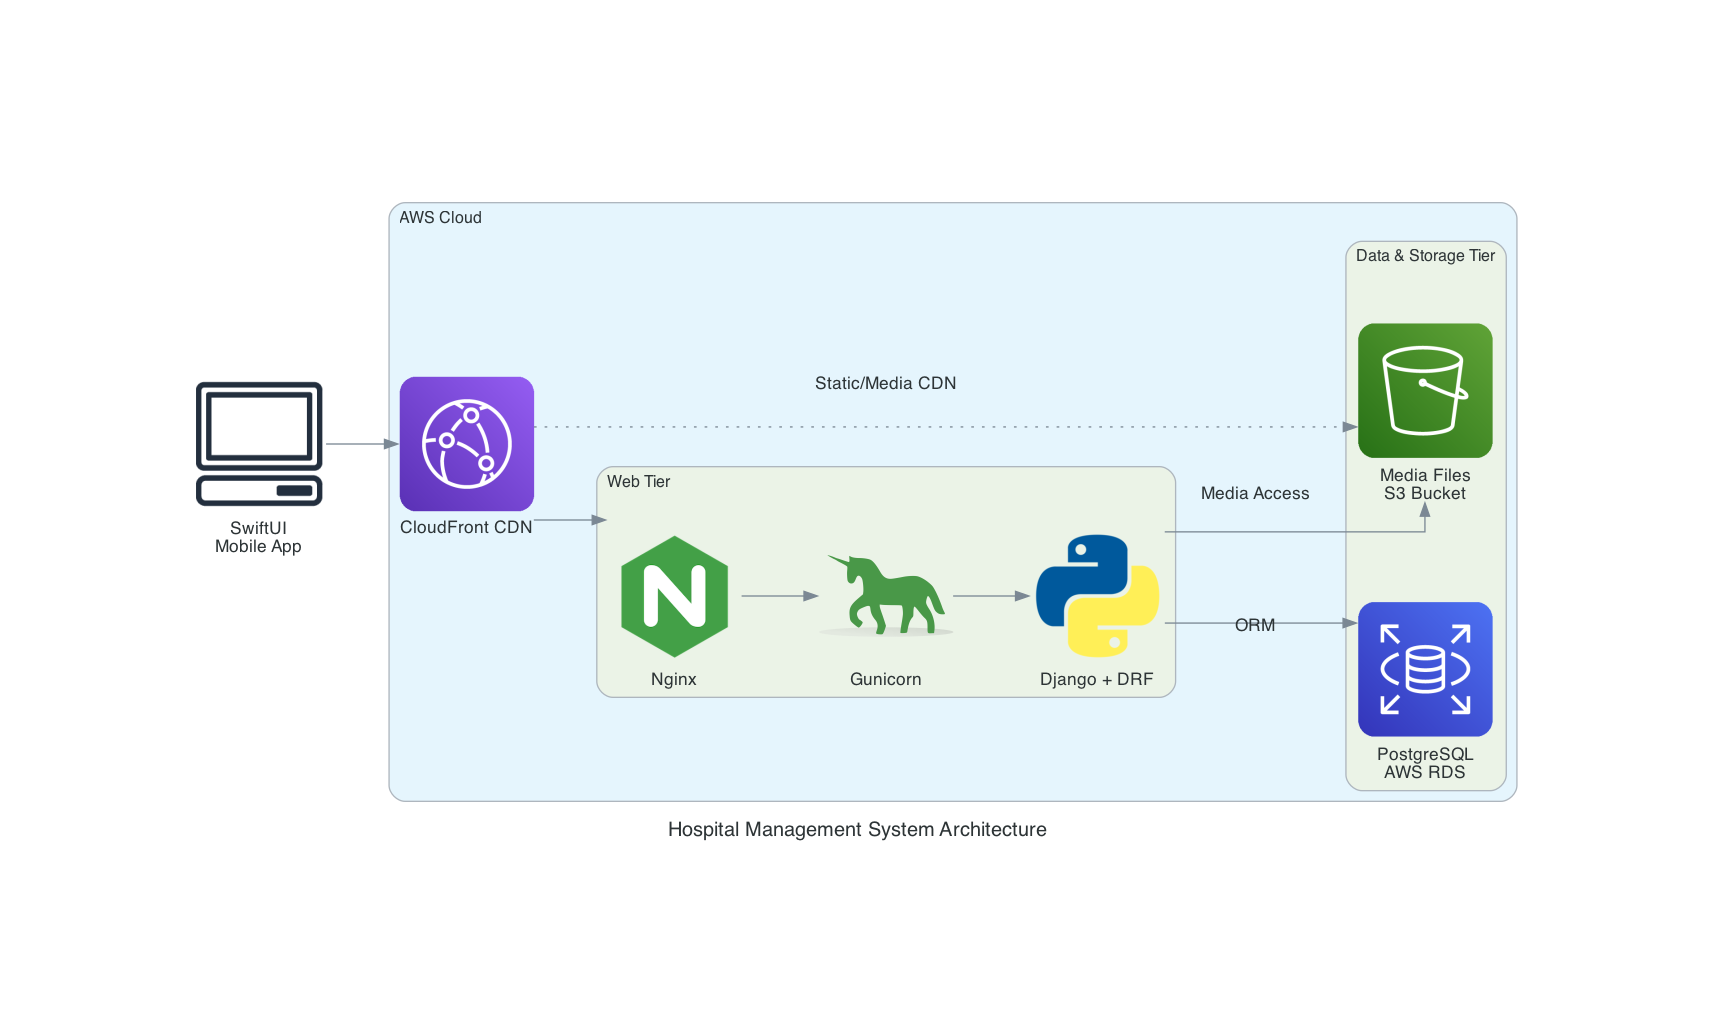 AWS Cloud
Data & Storage Tier
Static/Media CDN
SwiftUI
Mobile App
CloudFront CDN
Web Tier
N
Nginx
Gunicorn
Django + DRF
Media Access
ORM
Media Files
S3 Bucket
PostgreSQL
AWS RDS
Hospital Management System Architecture